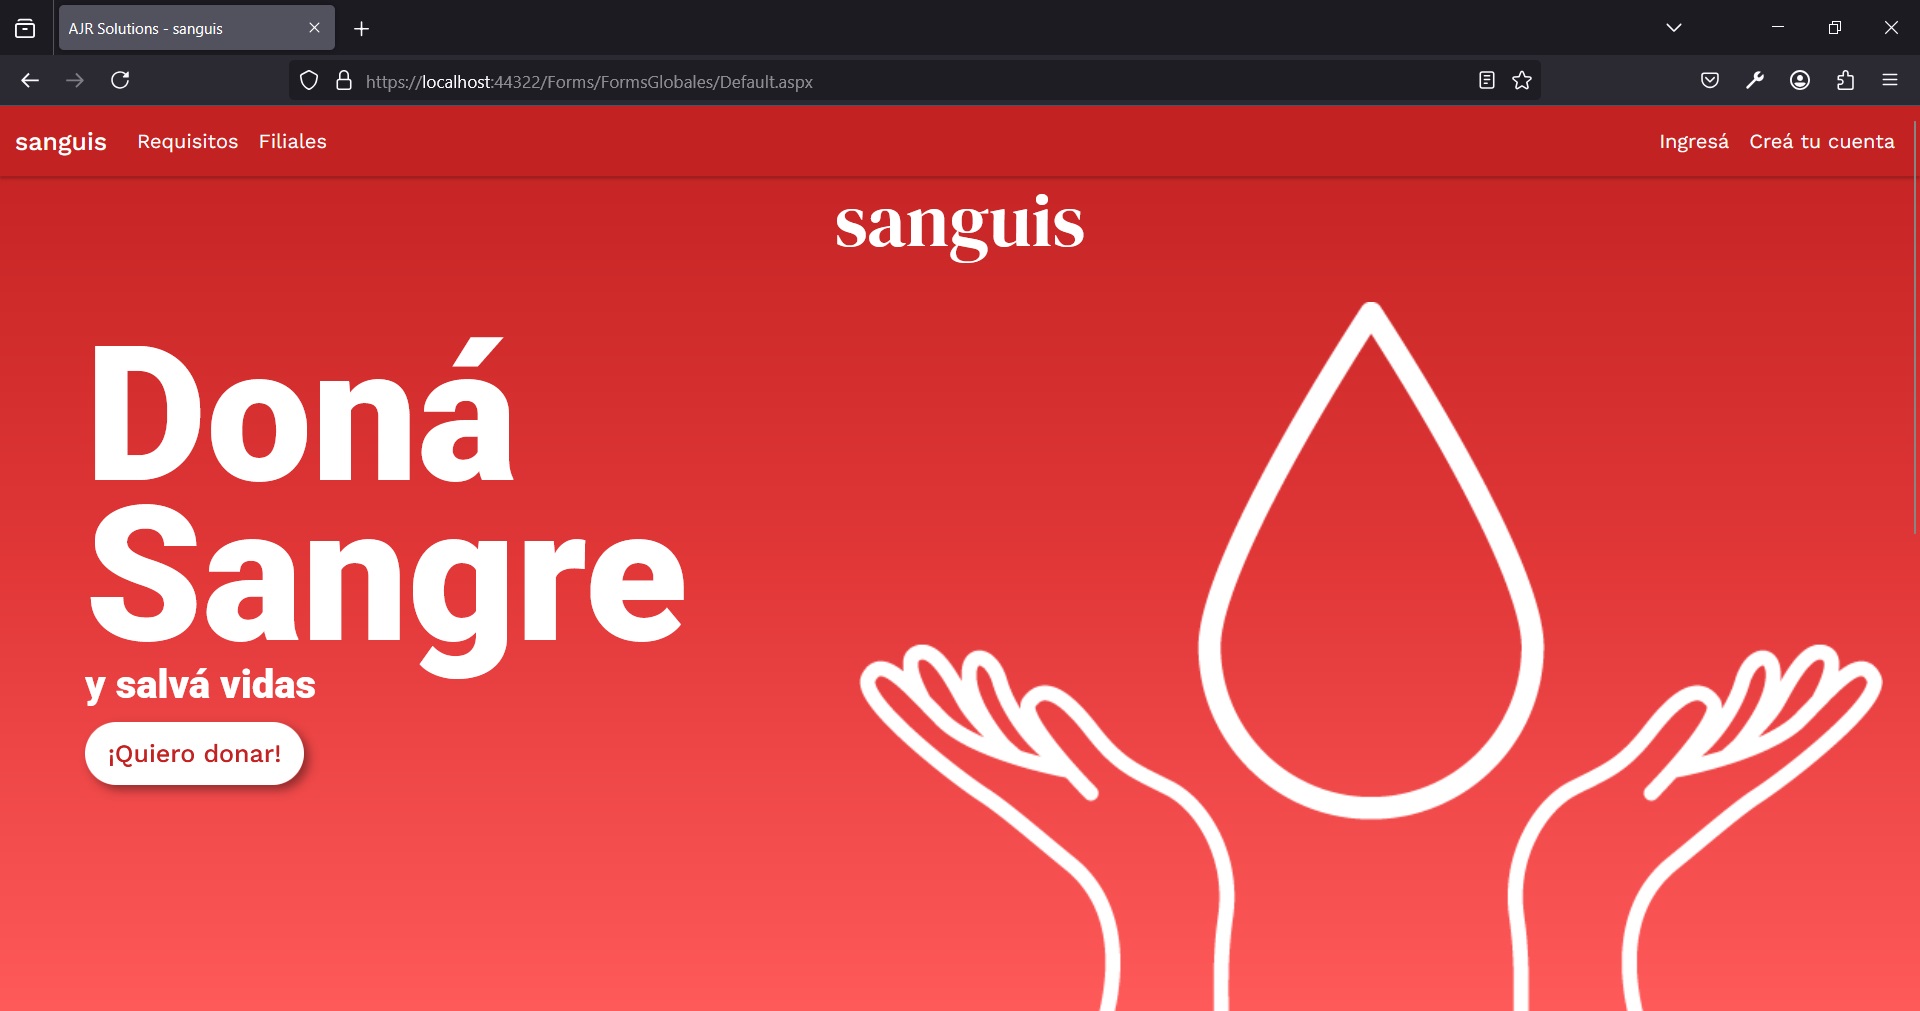 AJR Solutions - sanguis
https://localhost:44322/Forms/FormsGlobales/Default.aspx
sanguis Requisitos Filiales Ingresá Creá tu cuenta
sanguis
Doná
Sangre
y salvá vidas
¡Quiero donar!